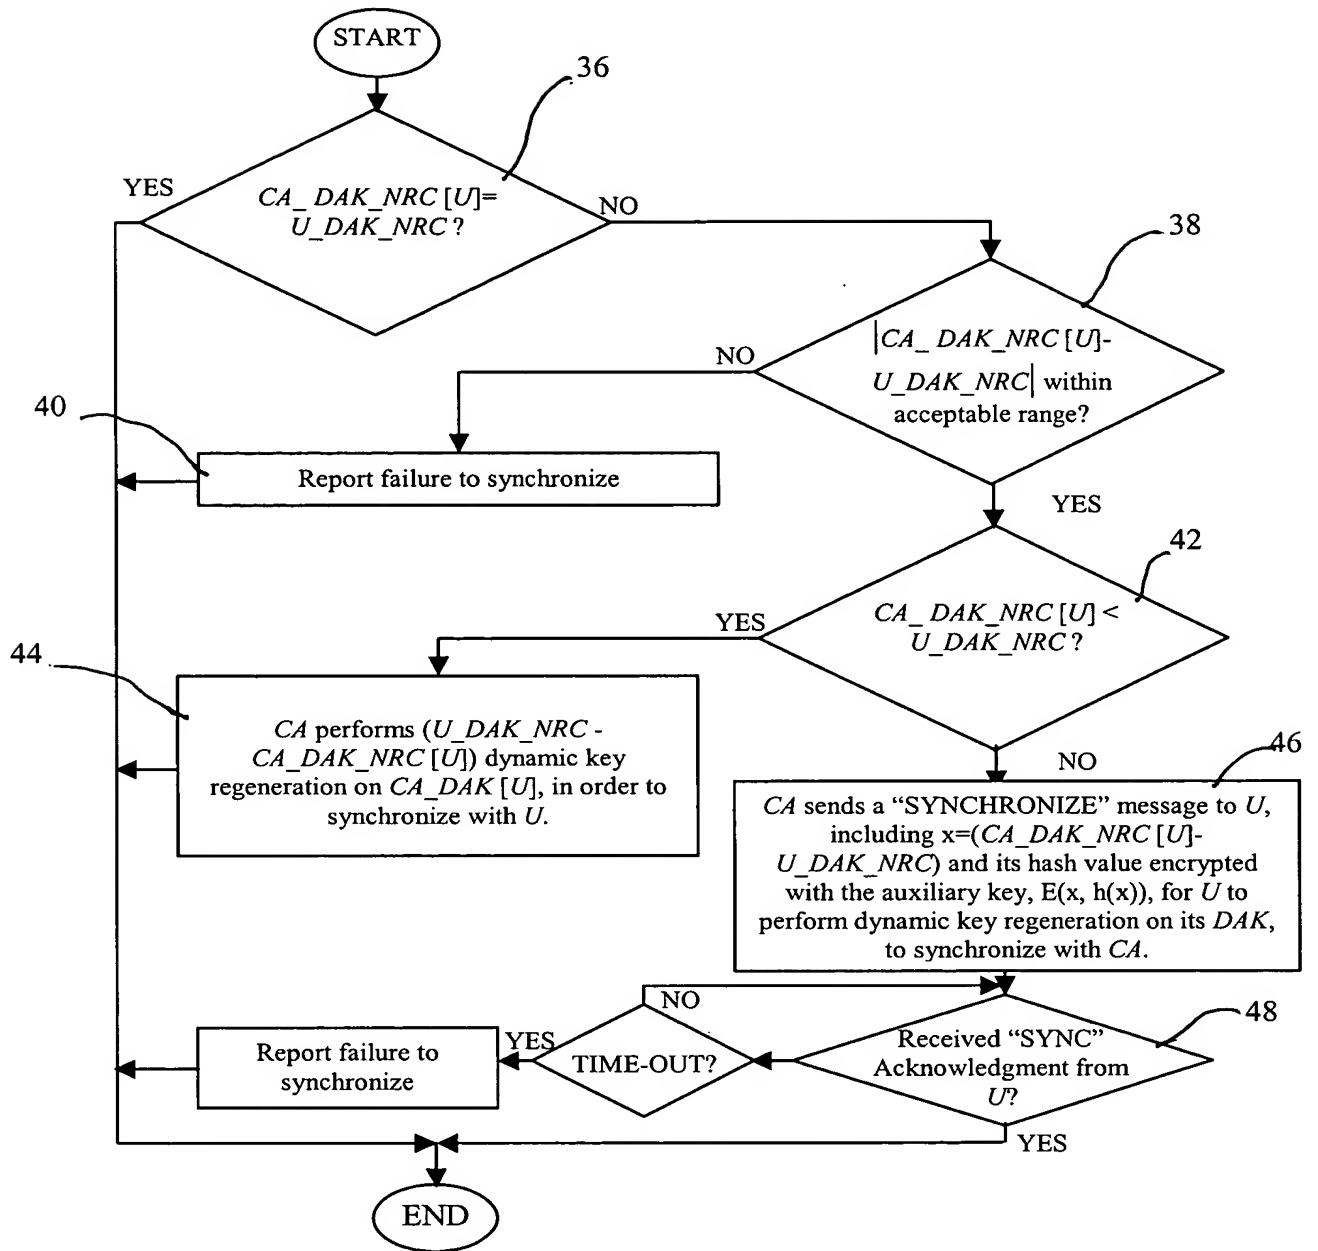 START
36
YES
CA_ DAK_NRC [U]=
U_DAK_NRC ?
NO
38
|CA_ DAK_NRC [U]-
U_DAK_NRC| within
acceptable range?
NO
40
Report failure to synchronize
YES
42
CA_ DAK_NRC [U] <
U_DAK_NRC ?
YES
44
CA performs (U_DAK_NRC -
CA_DAK_NRC [U]) dynamic key
regeneration on CA_DAK [U], in order to
synchronize with U.
NO
46
CA sends a “SYNCHRONIZE” message to U,
including x=(CA_DAK_NRC [U]-
U_DAK_NRC) and its hash value encrypted
with the auxiliary key, E(x, h(x)), for U to
perform dynamic key regeneration on its DAK,
to synchronize with CA.
NO
48
Received “SYNC”
Acknowledgment from
U?
TIME-OUT?
YES
Report failure to
synchronize
YES
END